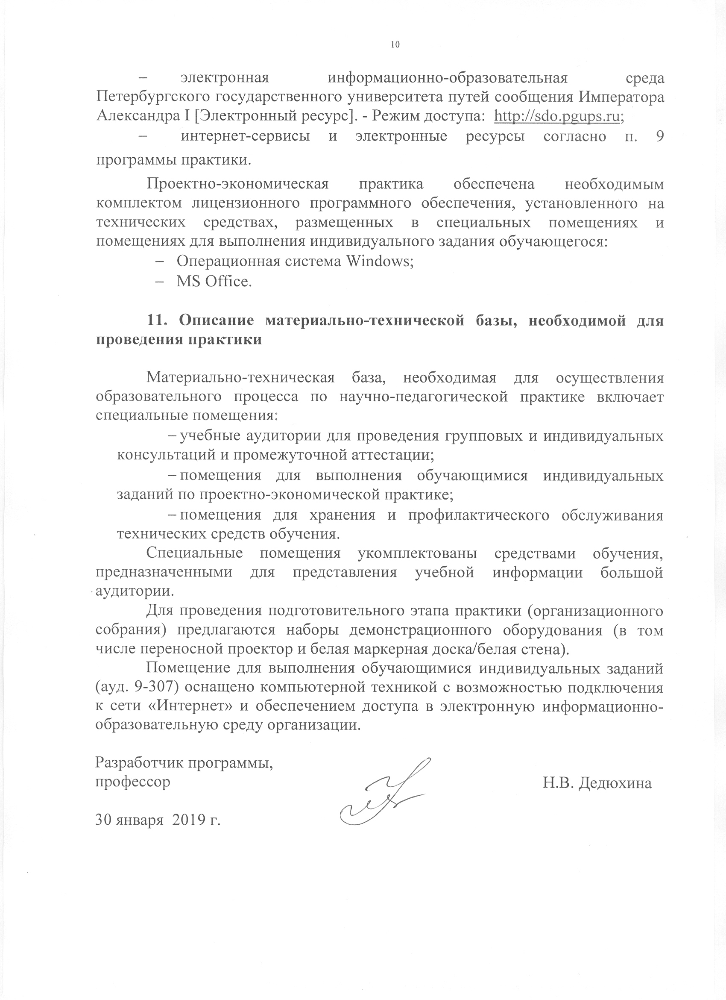 10
– электронная информационно-образовательная среда
Петербургского государственного университета путей сообщения Императора
Александра I [Электронный ресурс]. - Режим доступа: http://sdo.pgups.ru;
– интернет-сервисы и электронные ресурсы согласно п. 9
программы практики.
Проектно-экономическая практика обеспечена необходимым
комплектом лицензионного программного обеспечения, установленного на
технических средствах, размещенных в специальных помещениях и
помещениях для выполнения индивидуального задания обучающегося:
– Операционная система Windows;
– MS Office.
11. Описание материально-технической базы, необходимой для
проведения практики
Материально-техническая база, необходимая для осуществления
образовательного процесса по научно-педагогической практике включает
специальные помещения:
– учебные аудитории для проведения групповых и индивидуальных
консультаций и промежуточной аттестации;
– помещения для выполнения обучающимися индивидуальных
заданий по проектно-экономической практике;
– помещения для хранения и профилактического обслуживания
технических средств обучения.
Специальные помещения укомплектованы средствами обучения,
предназначенными для представления учебной информации большой
аудитории.
Для проведения подготовительного этапа практики (организационного
собрания) предлагаются наборы демонстрационного оборудования (в том
числе переносной проектор и белая маркерная доска/белая стена).
Помещение для выполнения обучающимися индивидуальных заданий
(ауд. 9-307) оснащено компьютерной техникой с возможностью подключения
к сети «Интернет» и обеспечением доступа в электронную информационно-
образовательную среду организации.
Разработчик программы,
профессор Н.В. Дедюхина
30 января 2019 г.